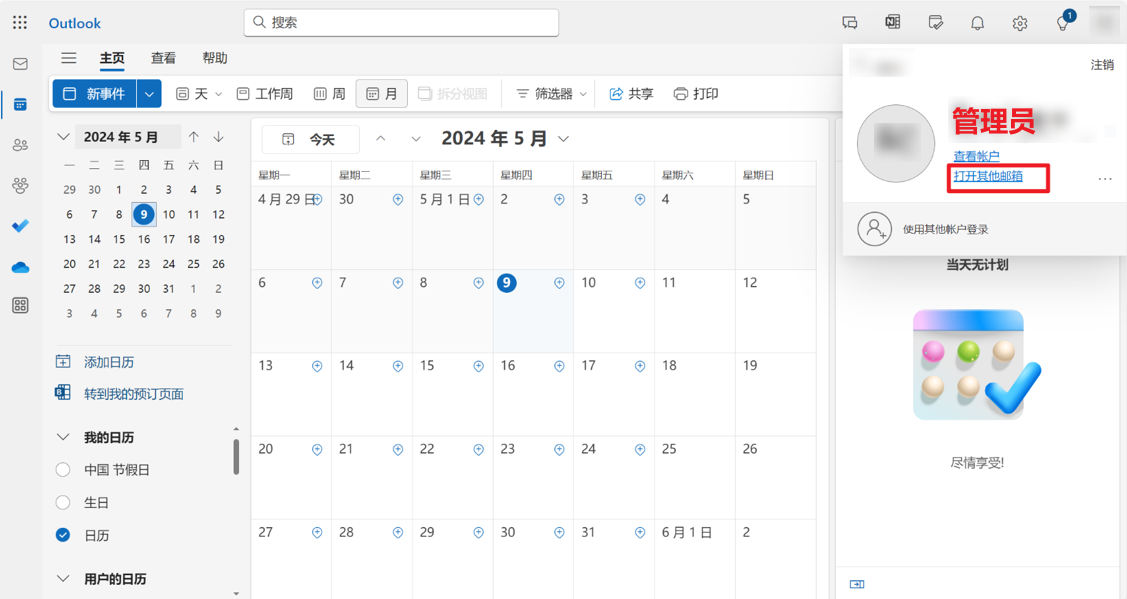 Outlook
搜索
1
注销
主页 查看 帮助
新事件 天 工作周 周 月 拆分视图 筛选器 共享 打印
管理员
查看帐户
打开其他邮箱
使用其他帐户登录
2024 年 5 月
一 二 三 四 五 六 日
29 30 1 2 3 4 5
6 7 8 9 10 11 12
13 14 15 16 17 18 19
20 21 22 23 24 25 26
27 28 29 30 31 1 2
3 4 5 6 7 8 9
添加日历
转到我的预订页面
我的日历
中国 节假日
生日
日历
用户的日历
今天 2024 年 5 月
星期一 星期二 星期三 星期四 星期五 星期六 星期日
4 月 29 日 30 5 月 1 日 2 3 4 5
6 7 8 9 10 11 12
13 14 15 16 17 18 19
20 21 22 23 24 25 26
27 28 29 30 31 6 月 1 日 2
当天无计划
尽情享受!